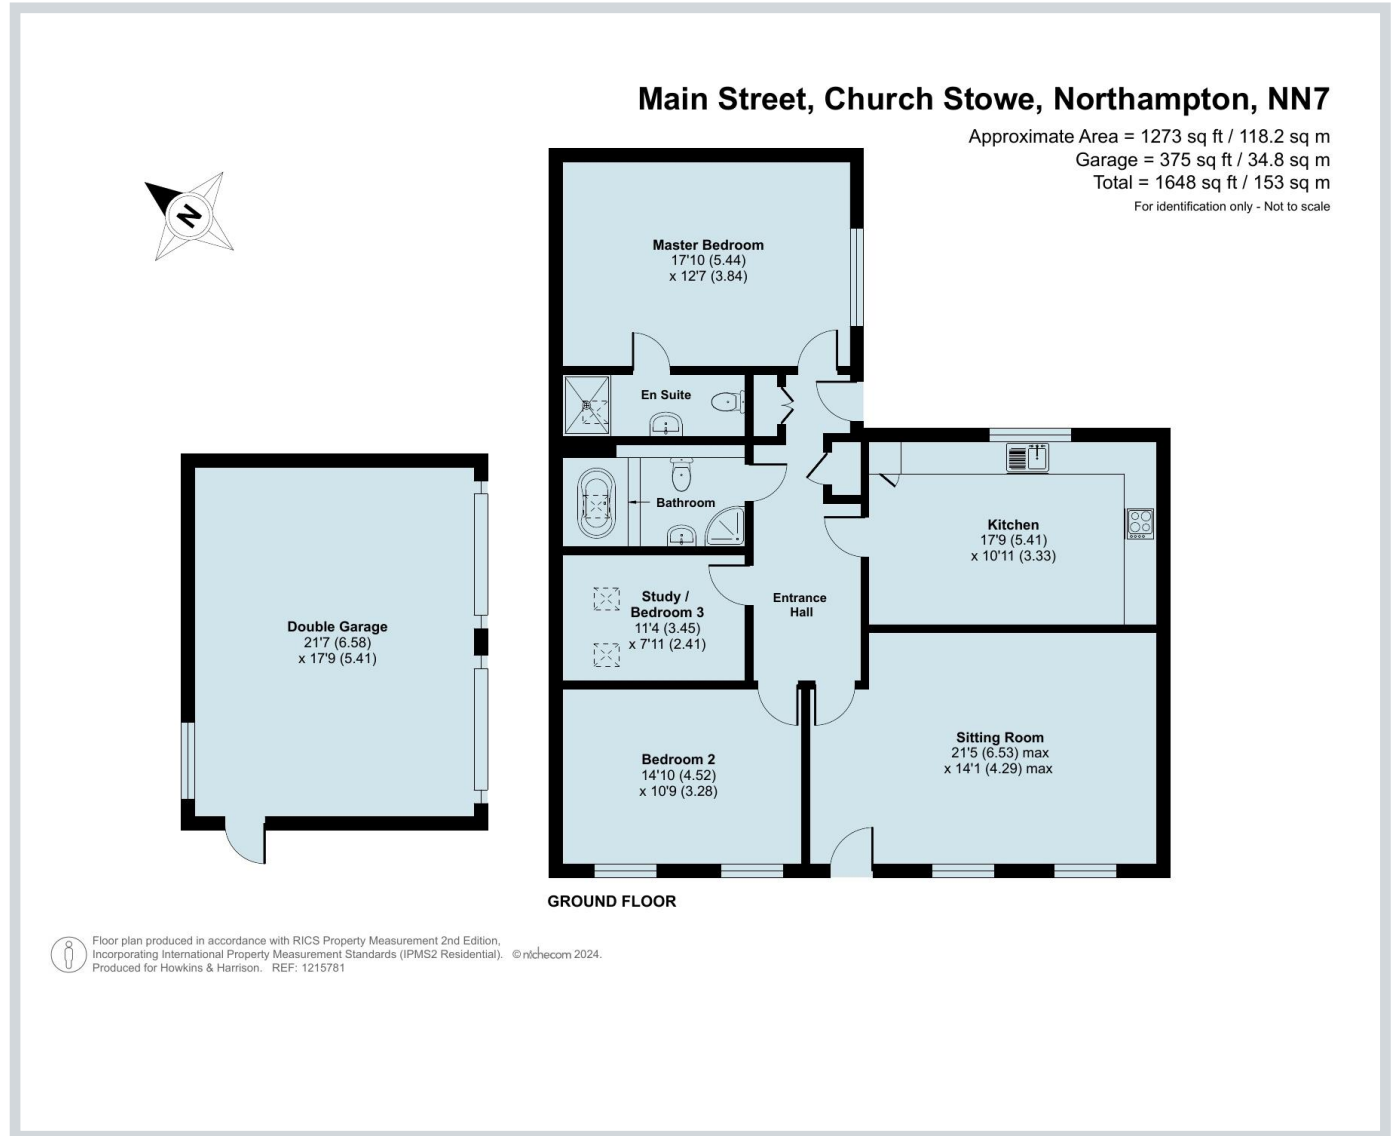 Main Street, Church Stowe, Northampton, NN7
Approximate Area = 1273 sq ft / 118.2 sq m
Garage = 375 sq ft / 34.8 sq m
Total = 1648 sq ft / 153 sq m
For identification only - Not to scale
N
Master Bedroom
17'10 (5.44)
x 12'7 (3.84)
En Suite
Bathroom
Kitchen
17'9 (5.41)
x 10'11 (3.33)
Entrance
Hall
Study /
Bedroom 3
11'4 (3.45)
x 7'11 (2.41)
Double Garage
21'7 (6.58)
x 17'9 (5.41)
Sitting Room
21'5 (6.53) max
x 14'1 (4.29) max
Bedroom 2
14'10 (4.52)
x 10'9 (3.28)
GROUND FLOOR
Floor plan produced in accordance with RICS Property Measurement 2nd Edition,
Incorporating International Property Measurement Standards (IPMS2 Residential). © nichecom 2024.
Produced for Howkins & Harrison. REF: 1215781